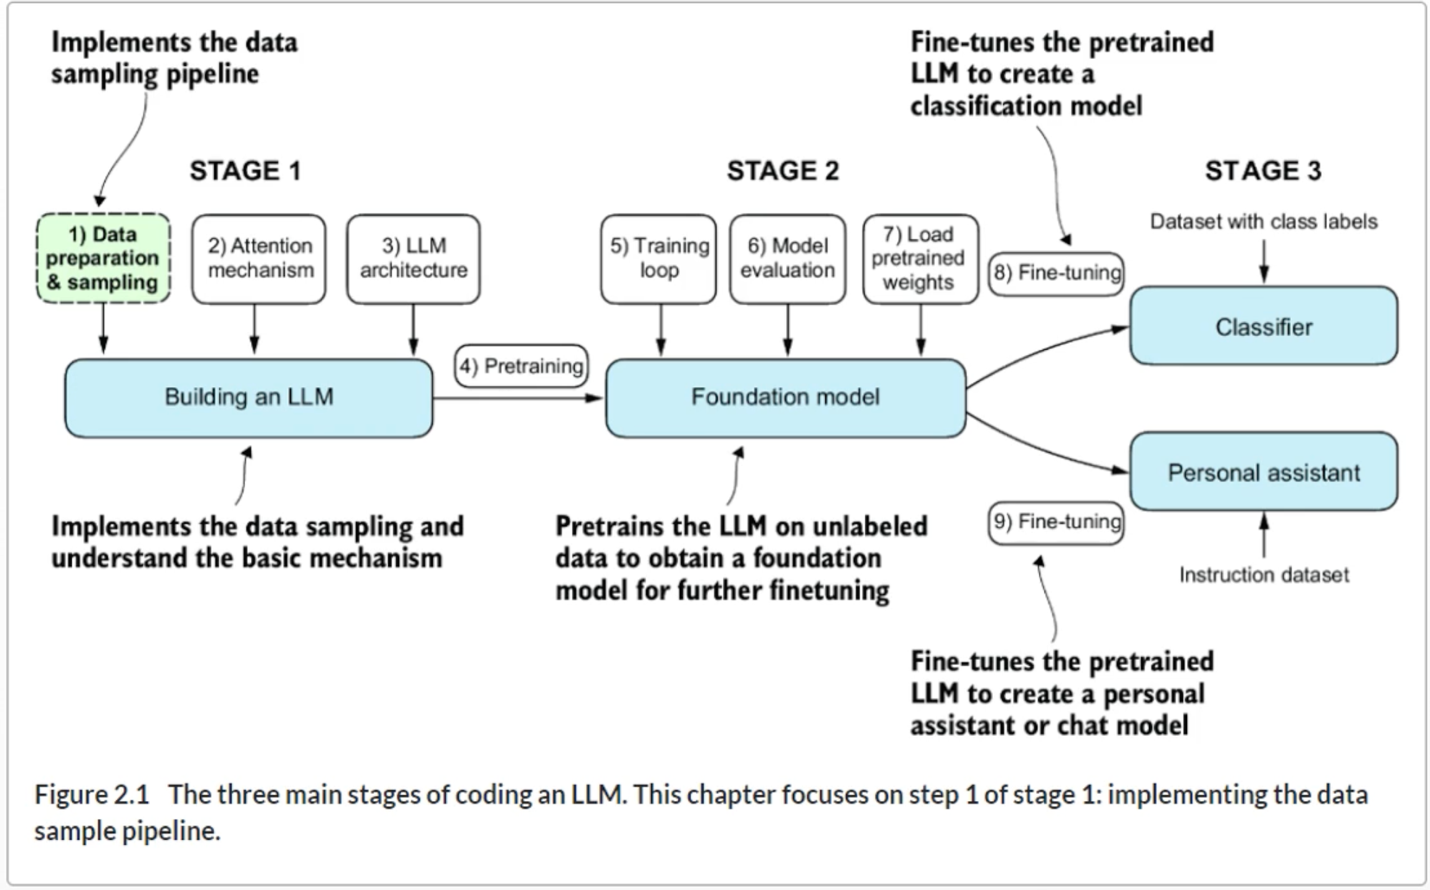 Implements the data
sampling pipeline
Fine-tunes the pretrained
LLM to create a
classification model
STAGE 1
STAGE 2
STAGE 3
1) Data
preparation
& sampling
2) Attention
mechanism
3) LLM
architecture
5) Training
loop
6) Model
evaluation
7) Load
pretrained
weights
8) Fine-tuning
Dataset with class labels
Classifier
Building an LLM
4) Pretraining
Foundation model
Personal assistant
9) Fine-tuning
Instruction dataset
Implements the data sampling and
understand the basic mechanism
Pretrains the LLM on unlabeled
data to obtain a foundation
model for further finetuning
Fine-tunes the pretrained
LLM to create a personal
assistant or chat model
Figure 2.1 The three main stages of coding an LLM. This chapter focuses on step 1 of stage 1: implementing the data
sample pipeline.